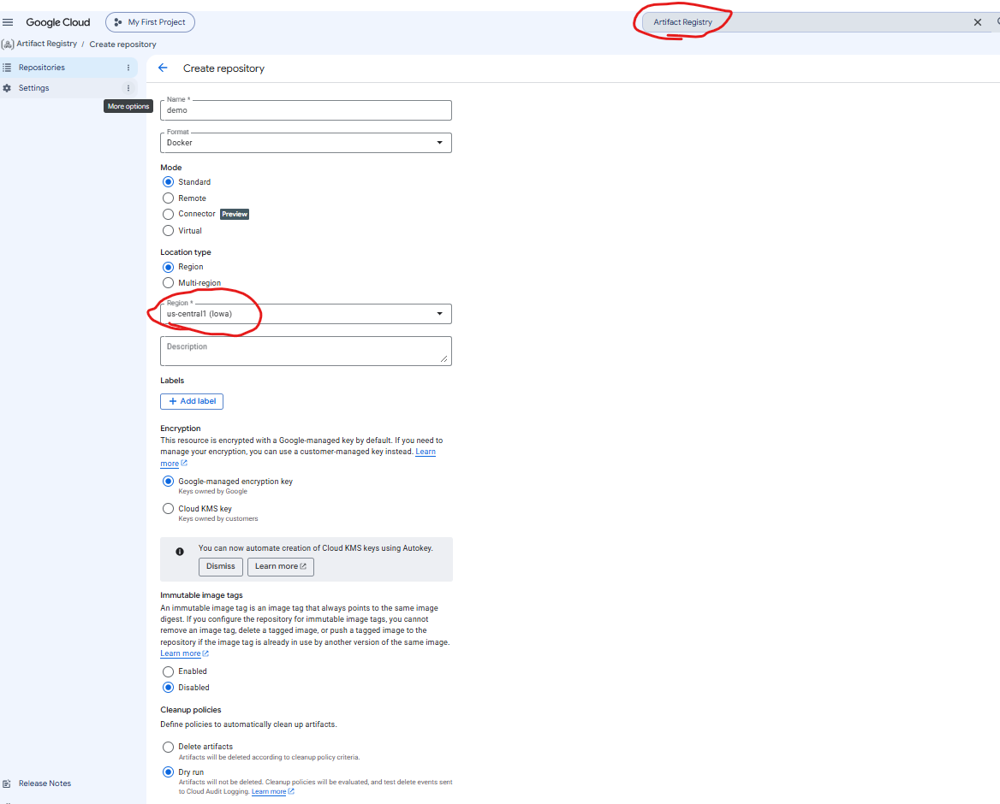 Google Cloud
My First Project
Artifact Registry
Artifact Registry / Create repository
Repositories
Create repository
Settings
More options
Name *
demo
Format
Docker
Mode
Standard
Remote
Connector Preview
Virtual
Location type
Region
Multi-region
Region *
us-central1 (Iowa)
Description
Labels
Add label
Encryption
This resource is encrypted with a Google-managed key by default. If you need to
manage your encryption, you can use a customer-managed key instead. Learn
more
Google-managed encryption key
Keys owned by Google
Cloud KMS key
Keys owned by customers
You can now automate creation of Cloud KMS keys using Autokey.
Dismiss
Learn more
Immutable image tags
An immutable image tag is an image tag that always points to the same image
digest. If you configure the repository for immutable image tags, you cannot
remove an image tag, delete a tagged image, or push a tagged image to the
repository if the image tag is already in use by another version of the same image.
Learn more
Enabled
Disabled
Cleanup policies
Define policies to automatically clean up artifacts.
Delete artifacts
Artifacts will be deleted according to cleanup policy criteria.
Dry run
Artifacts will not be deleted. Cleanup policies will be evaluated, and test delete events sent
to Cloud Audit Logging. Learn more
Release Notes